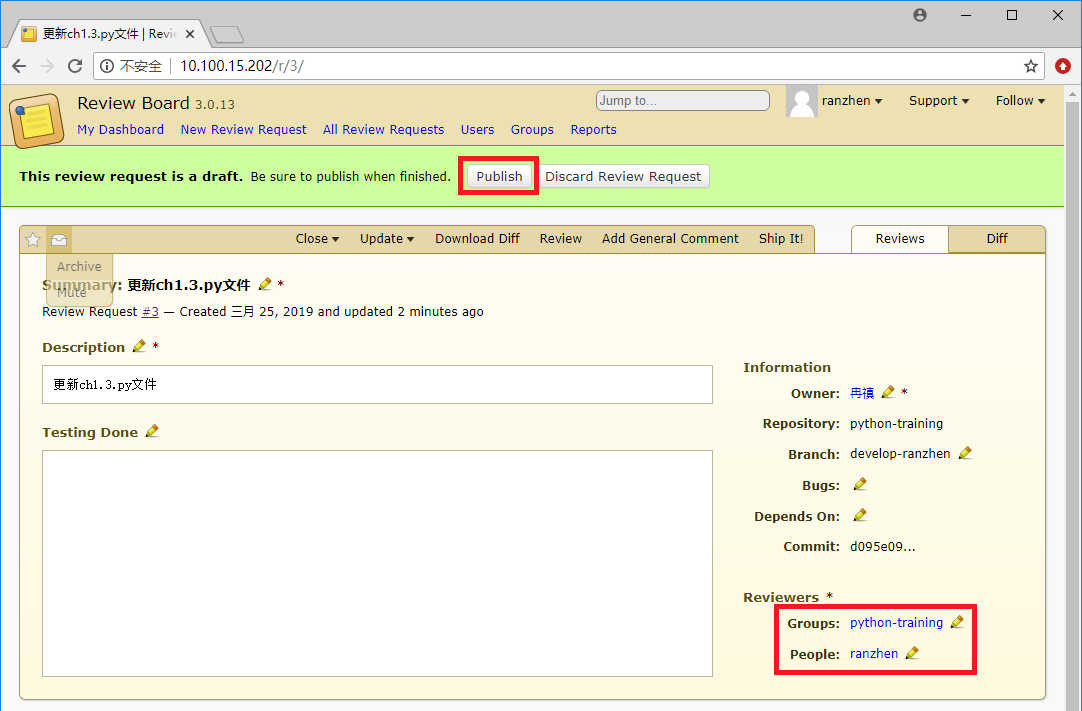 更新ch1.3.py文件 | Revie
不安全 10.100.15.202/r/3/
Review Board 3.0.13 Jump to... ranzhen Support Follow
My Dashboard New Review Request All Review Requests Users Groups Reports
This review request is a draft. Be sure to publish when finished. Publish Discard Review Request
Close Update Download Diff Review Add General Comment Ship It! Reviews Diff
Archive
Mute
Summary: 更新ch1.3.py文件 *
Review Request #3 — Created 三月 25, 2019 and updated 2 minutes ago
Description *
更新ch1.3.py文件
Testing Done
Information
Owner: 冉禛 *
Repository: python-training
Branch: develop-ranzhen
Bugs:
Depends On:
Commit: d095e09...
Reviewers *
Groups: python-training
People: ranzhen